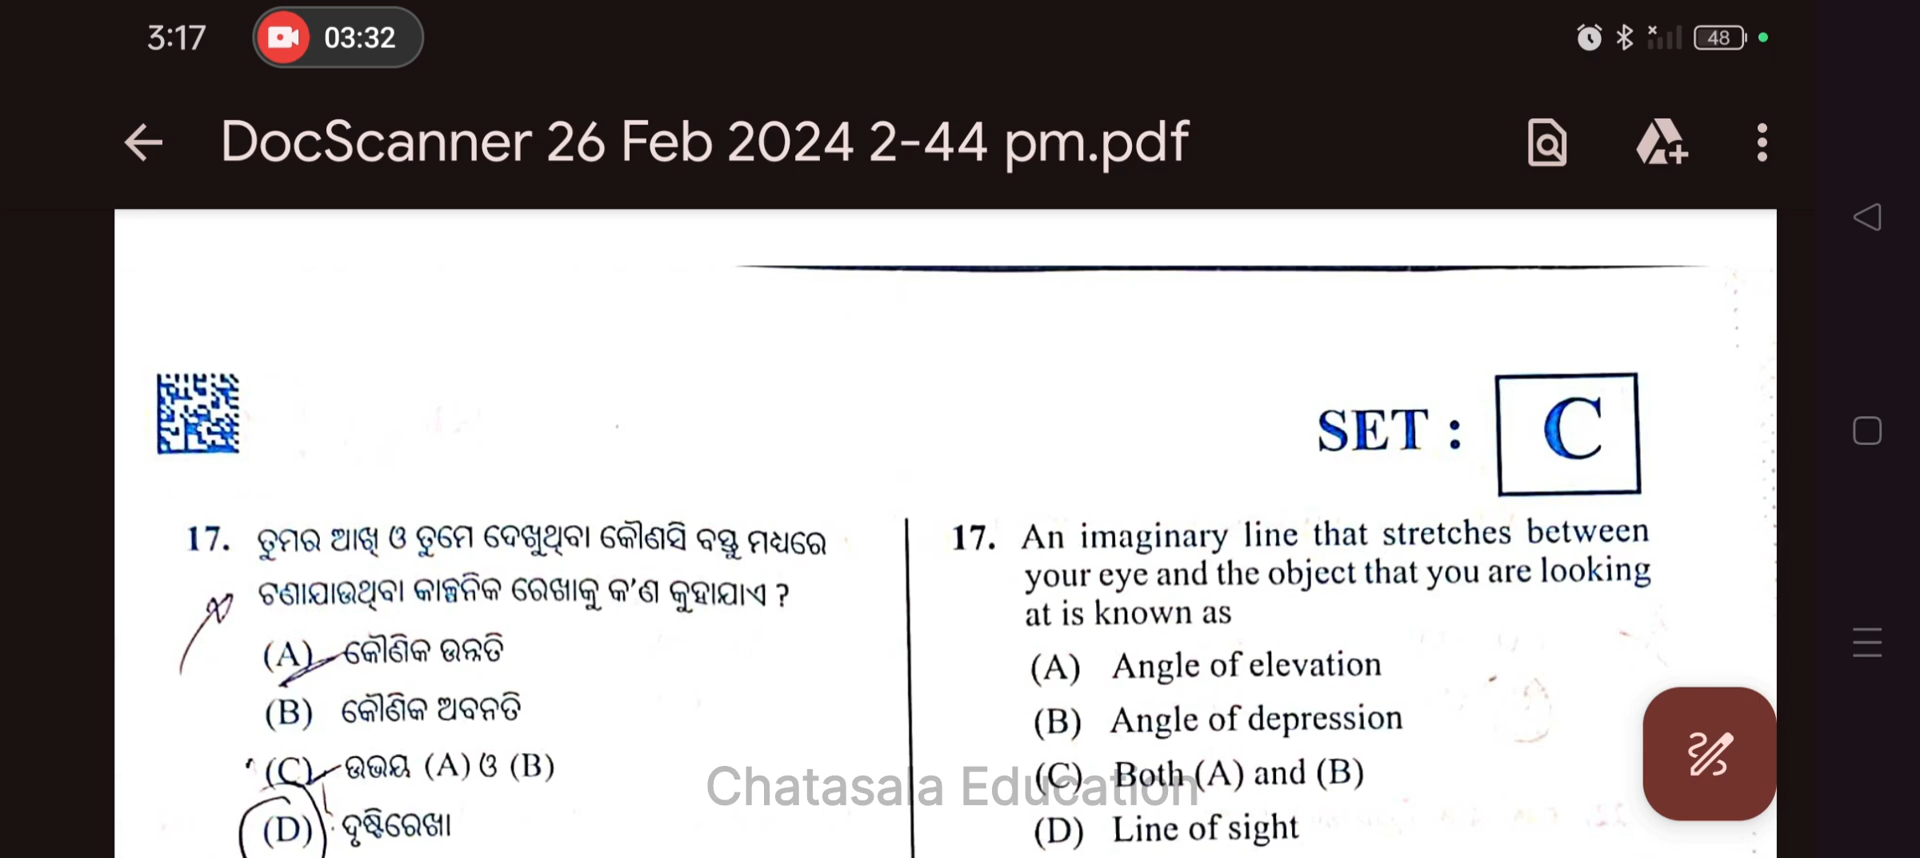 3:17
03:32
48
DocScanner 26 Feb 2024 2-44 pm.pdf
SET : C
17. ତୁମର ଆଖି ଓ ତୁମେ ଦେଖୁଥିବା କୌଣସି ବସ୍ତୁ ମଧ୍ୟରେ
ଟଣାଯାଉଥିବା କାଳ୍ପନିକ ରେଖାକୁ କ'ଣ କୁହାଯାଏ ?
(A) କୌଣିକ ଉନ୍ନତି
(B) କୌଣିକ ଅବନତି
(C) ଉଭୟ (A) ଓ (B)
(D) ଦୃଷ୍ଟିରେଖା
17. An imaginary line that stretches between
your eye and the object that you are looking
at is known as
(A) Angle of elevation
(B) Angle of depression
(C) Both (A) and (B)
(D) Line of sight
Chatasala Education